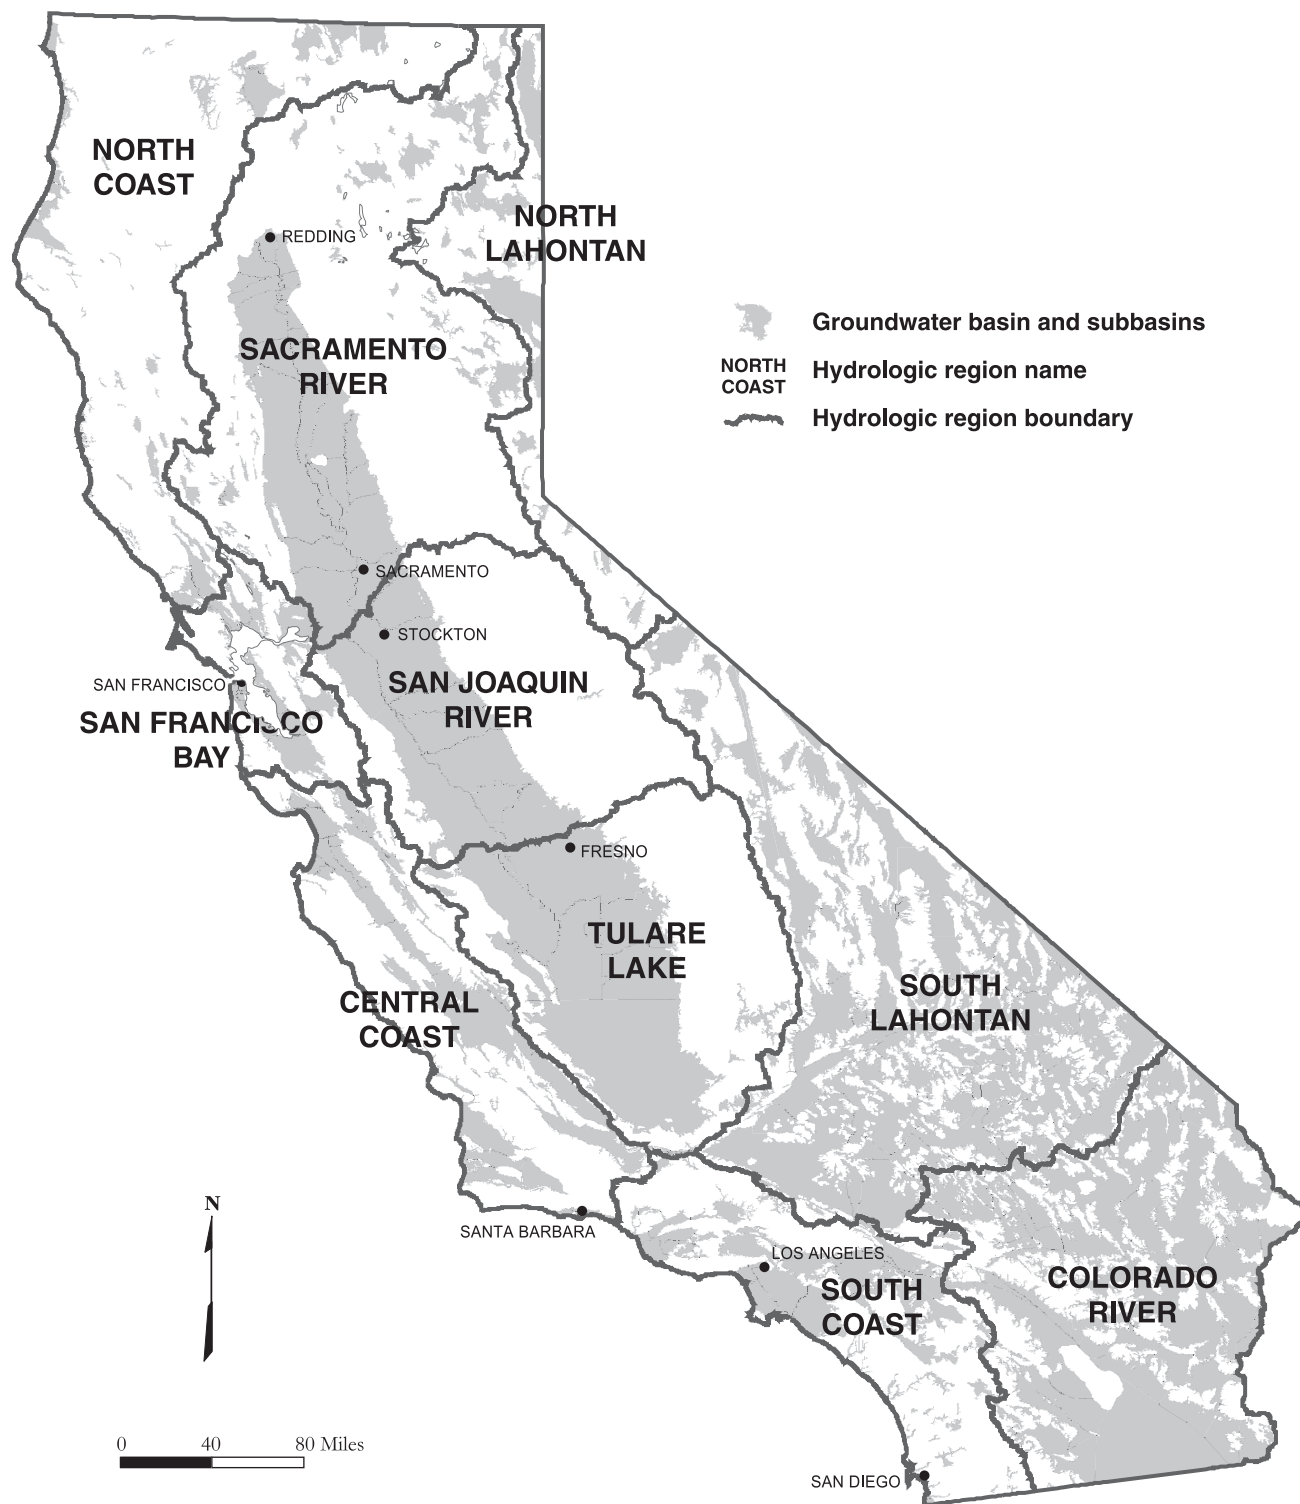 NORTH
COAST
NORTH
LAHONTAN
REDDING
SACRAMENTO
RIVER
Groundwater basin and subbasins
NORTH
COAST
Hydrologic region name
Hydrologic region boundary
SACRAMENTO
STOCKTON
SAN JOAQUIN
RIVER
SAN FRANCISCO
SAN FRANCISCO
BAY
FRESNO
TULARE
LAKE
CENTRAL
COAST
SOUTH
LAHONTAN
N
SANTA BARBARA
LOS ANGELES
SOUTH
COAST
COLORADO
RIVER
0 40 80 Miles
SAN DIEGO